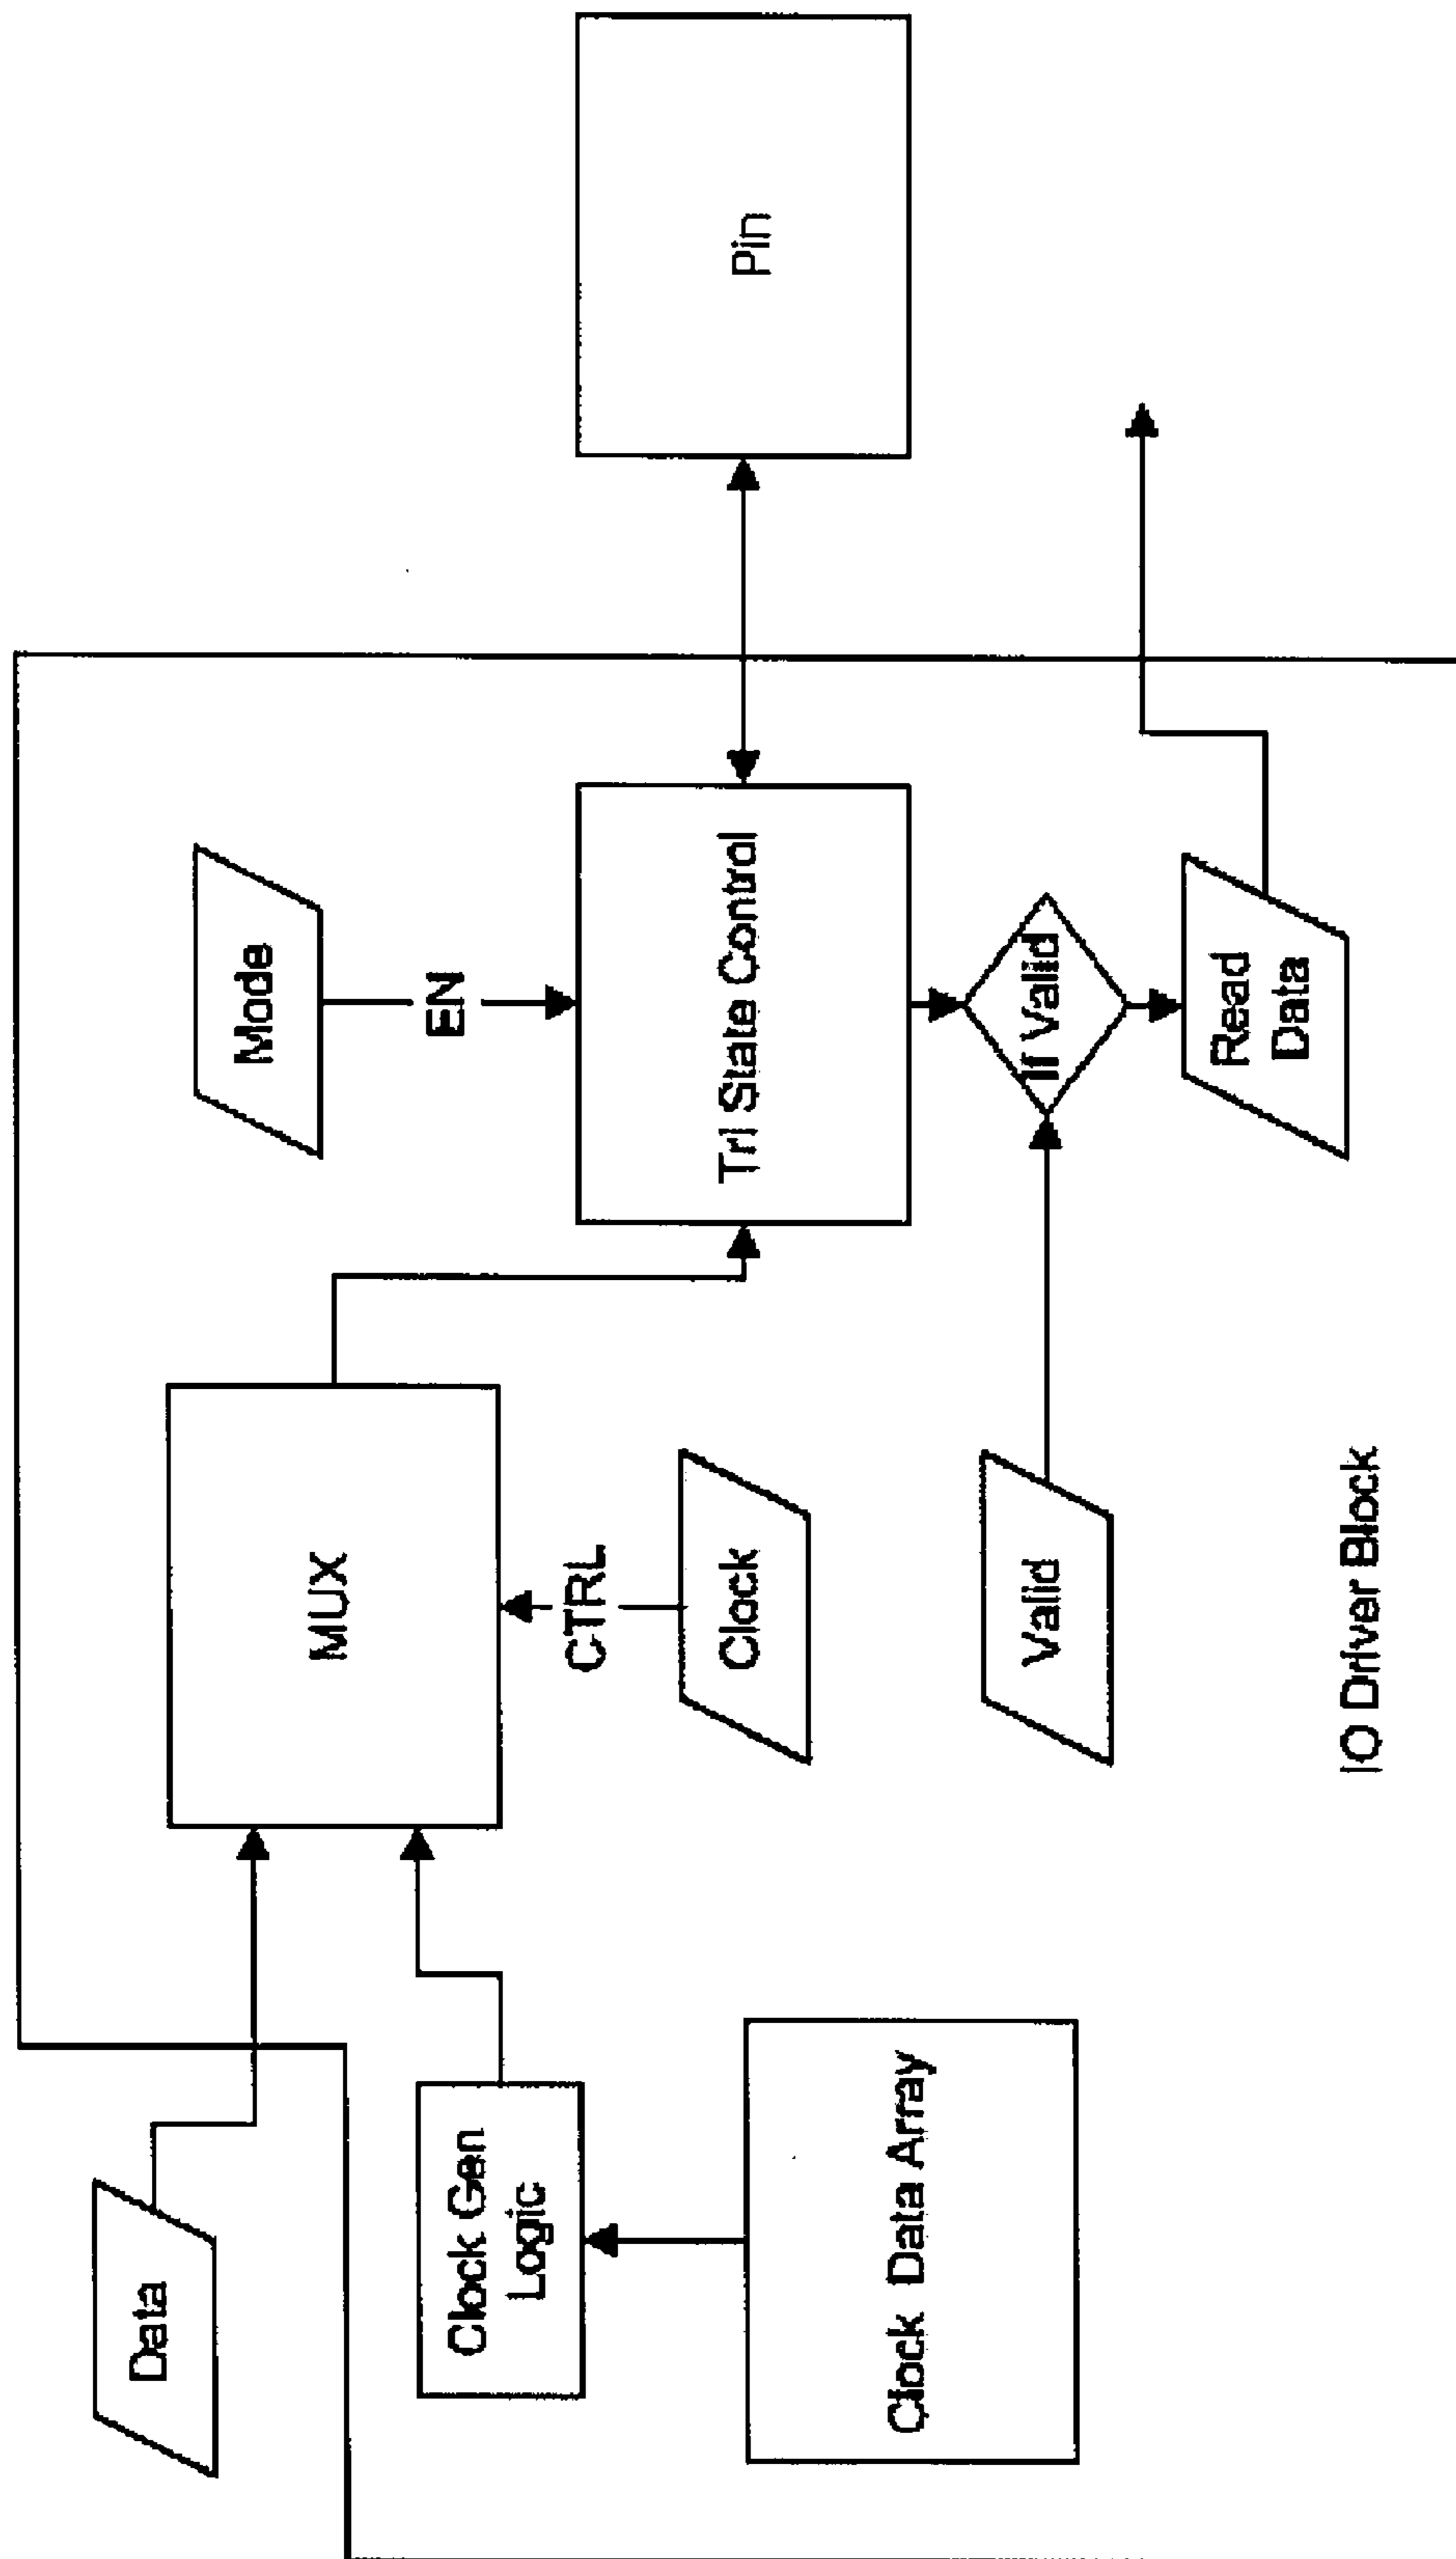 Data
Mode
EN
MUX
Clock Gen
Logic
CTRL
Clock
Tri State Control
Pin
Clock Data Array
Valid
If Valid
Read
Data
IO Driver Block